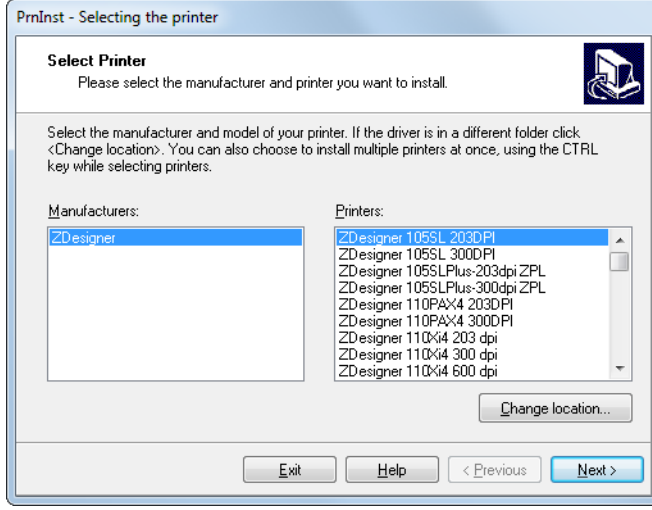 PrnInst - Selecting the printer
Select Printer
Please select the manufacturer and printer you want to install.
Select the manufacturer and model of your printer. If the driver is in a different folder click
<Change location>. You can also choose to install multiple printers at once, using the CTRL
key while selecting printers.
Manufacturers:
ZDesigner
Printers:
ZDesigner 105SL 203DPI
ZDesigner 105SL 300DPI
ZDesigner 105SLPlus-203dpi ZPL
ZDesigner 105SLPlus-300dpi ZPL
ZDesigner 110PAX4 203DPI
ZDesigner 110PAX4 300DPI
ZDesigner 110Xi4 203 dpi
ZDesigner 110Xi4 300 dpi
ZDesigner 110Xi4 600 dpi
Change location...
Exit
Help
< Previous
Next >